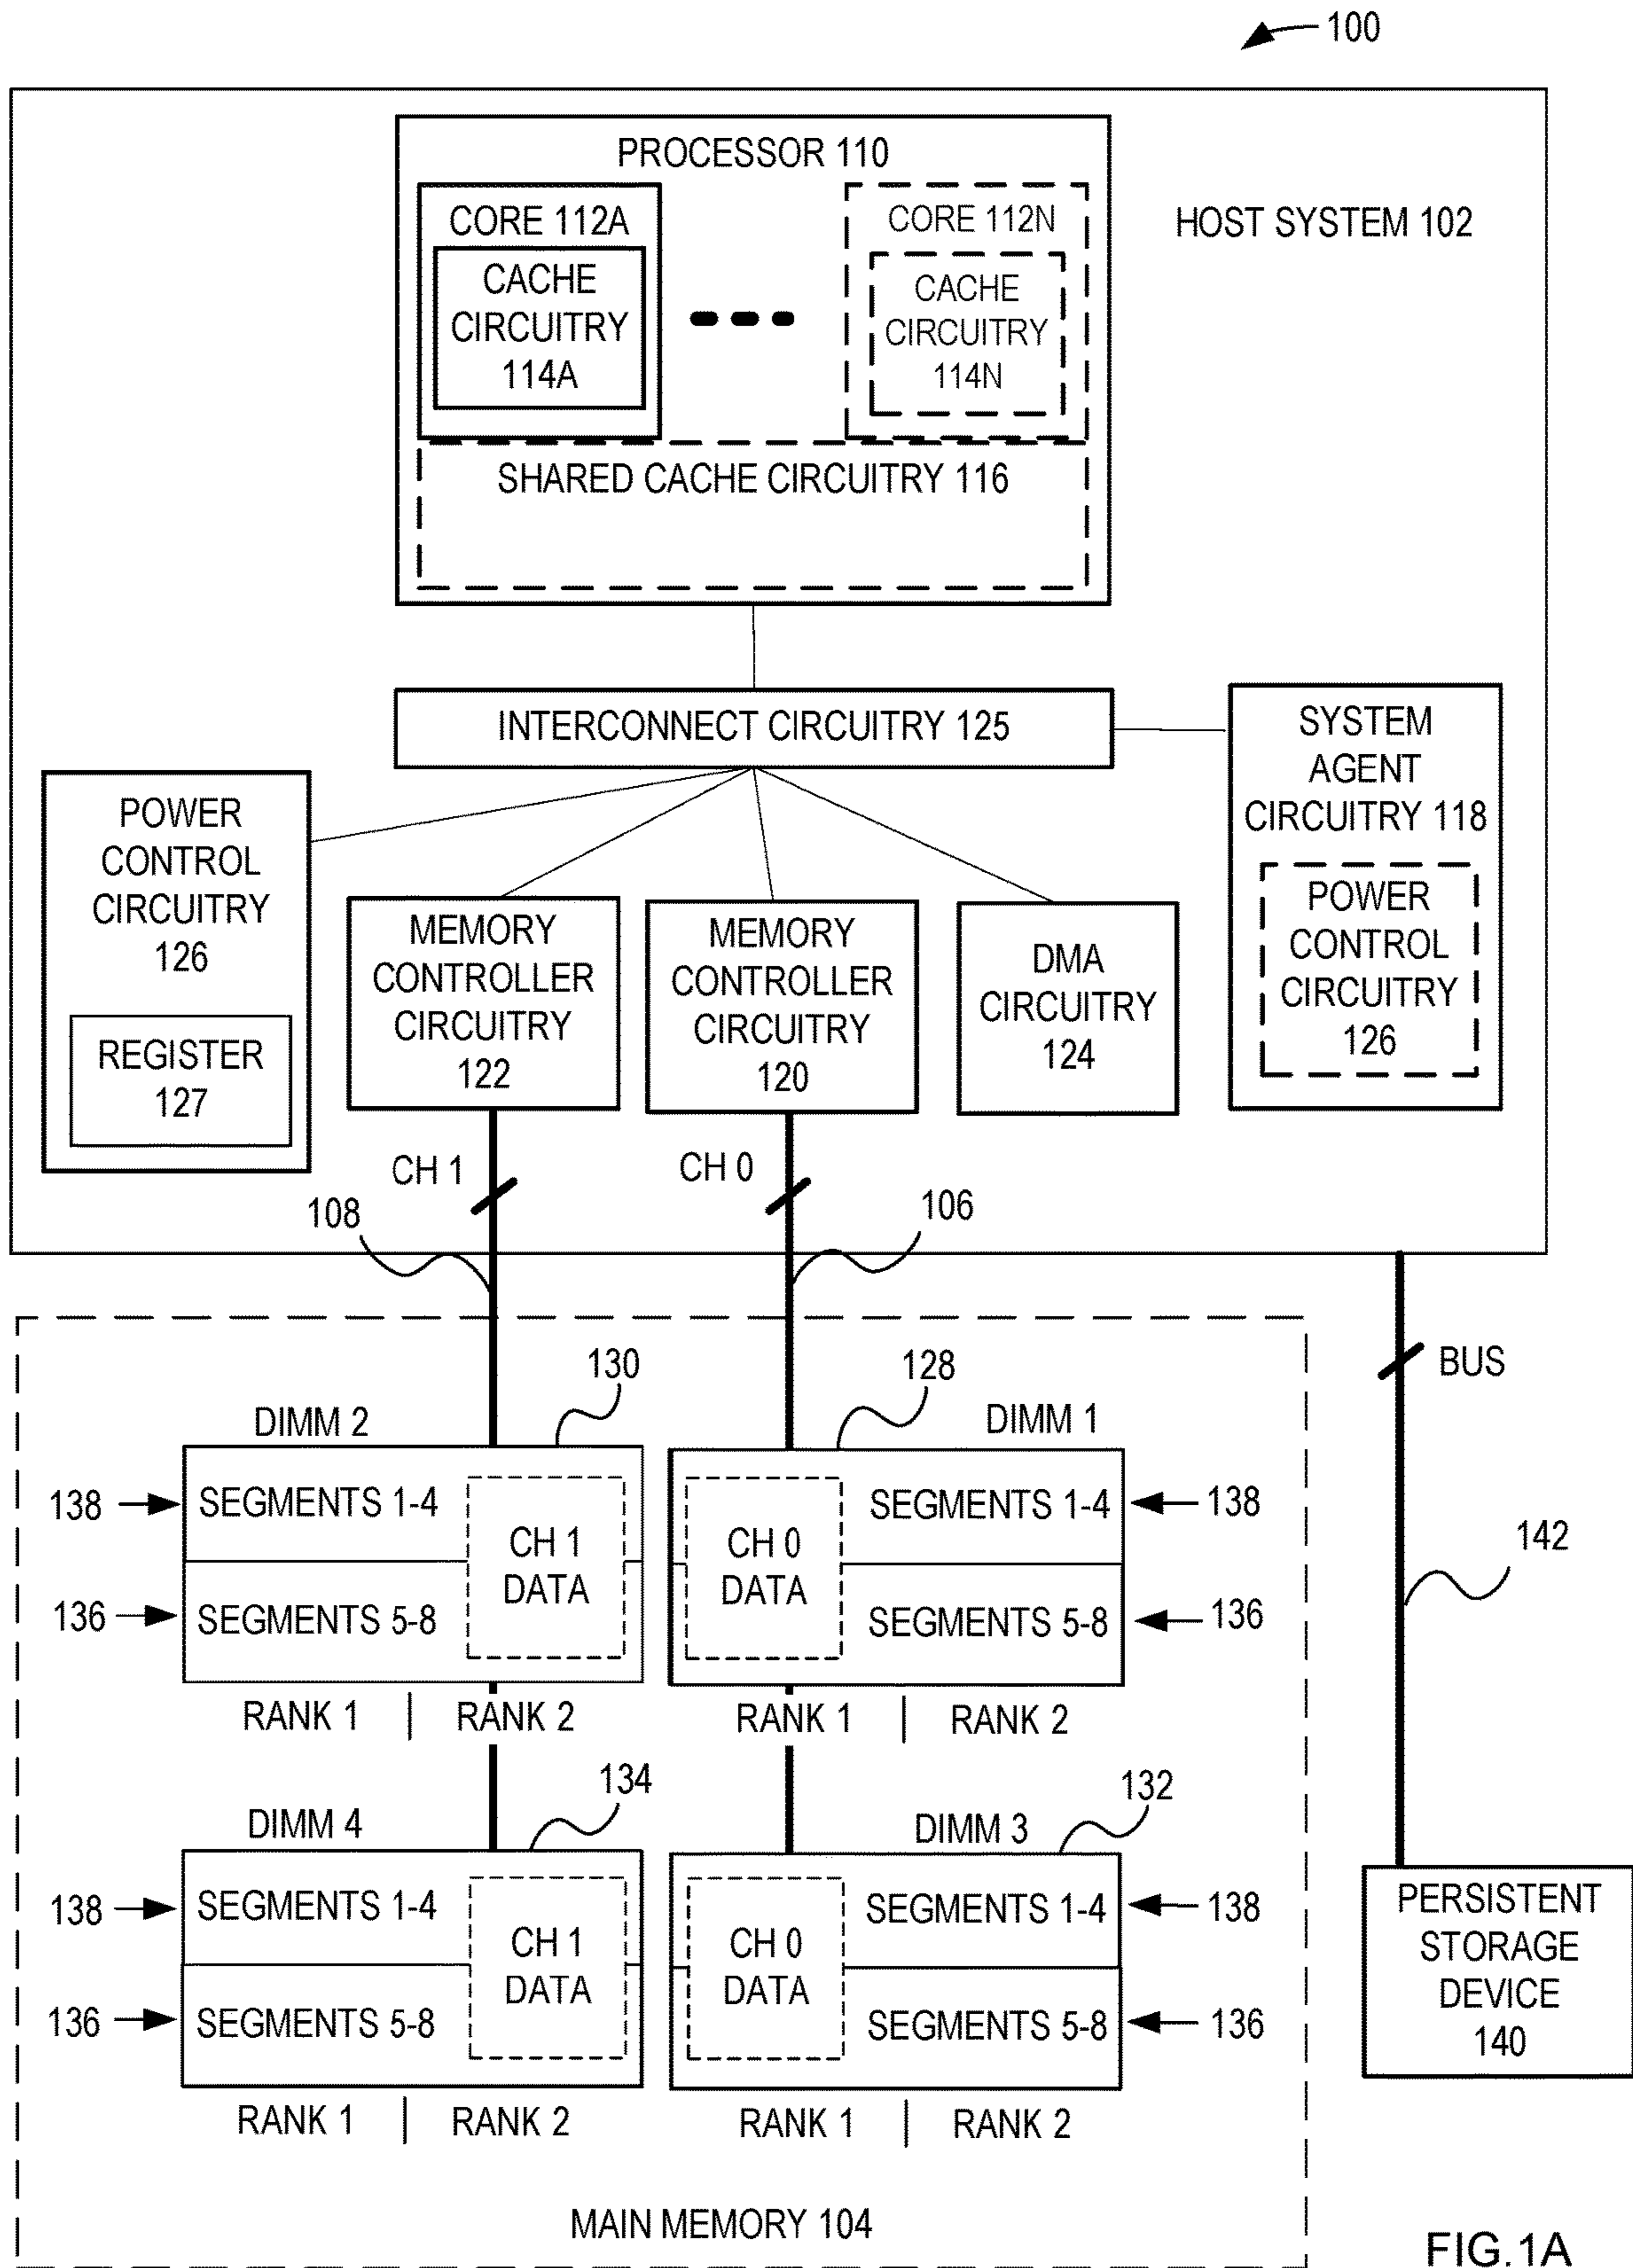 100
PROCESSOR 110
HOST SYSTEM 102
CORE 112A
CACHE
CIRCUITRY
114A
CORE 112N
CACHE
CIRCUITRY
114N
SHARED CACHE CIRCUITRY 116
INTERCONNECT CIRCUITRY 125
SYSTEM
AGENT
CIRCUITRY 118
POWER
CONTROL
CIRCUITRY
126
POWER
CONTROL
CIRCUITRY
126
REGISTER
127
MEMORY
CONTROLLER
CIRCUITRY
122
MEMORY
CONTROLLER
CIRCUITRY
120
DMA
CIRCUITRY
124
CH 1
CH 0
108
106
BUS
142
130
128
DIMM 2
DIMM 1
138
SEGMENTS 1-4
136
SEGMENTS 5-8
CH 1
DATA
CH 0
DATA
SEGMENTS 1-4
138
SEGMENTS 5-8
136
RANK 1 | RANK 2
RANK 1 | RANK 2
134
132
DIMM 4
DIMM 3
138
SEGMENTS 1-4
136
SEGMENTS 5-8
CH 1
DATA
CH 0
DATA
SEGMENTS 1-4
138
SEGMENTS 5-8
136
RANK 1 | RANK 2
RANK 1 | RANK 2
PERSISTENT
STORAGE
DEVICE
140
MAIN MEMORY 104
FIG.1A